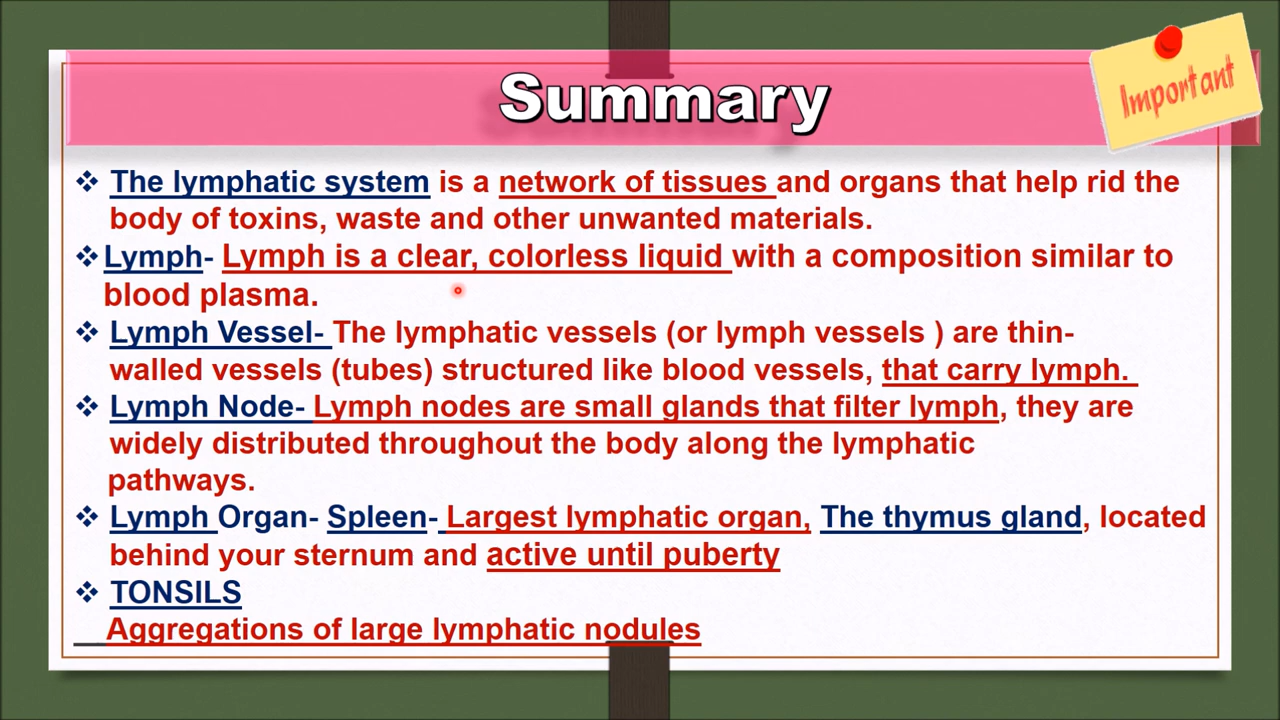 Summary
Important
❖ The lymphatic system is a network of tissues and organs that help rid the
body of toxins, waste and other unwanted materials.
❖ Lymph- Lymph is a clear, colorless liquid with a composition similar to
blood plasma.
❖ Lymph Vessel- The lymphatic vessels (or lymph vessels ) are thin-
walled vessels (tubes) structured like blood vessels, that carry lymph.
❖ Lymph Node- Lymph nodes are small glands that filter lymph, they are
widely distributed throughout the body along the lymphatic
pathways.
❖ Lymph Organ- Spleen- Largest lymphatic organ, The thymus gland, located
behind your sternum and active until puberty
❖ TONSILS
Aggregations of large lymphatic nodules